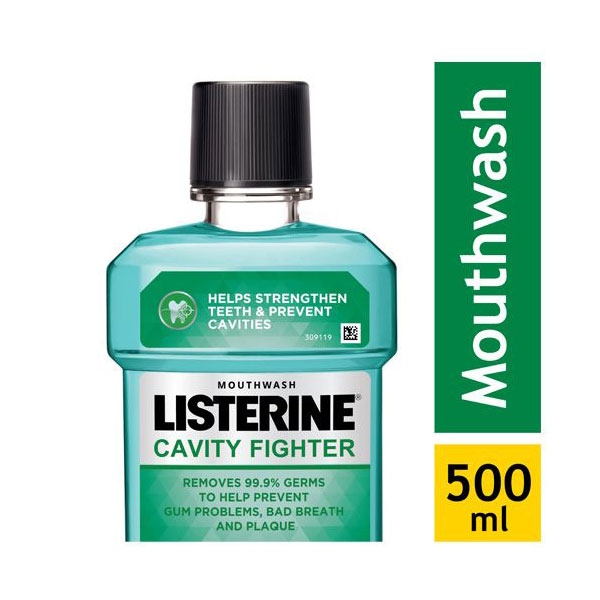 HELPS STRENGTHEN
TEETH & PREVENT
CAVITIES
309119
MOUTHWASH
LISTERINE®
CAVITY FIGHTER
REMOVES 99.9% GERMS
TO HELP PREVENT
GUM PROBLEMS, BAD BREATH
AND PLAQUE
Mouthwash
500
ml